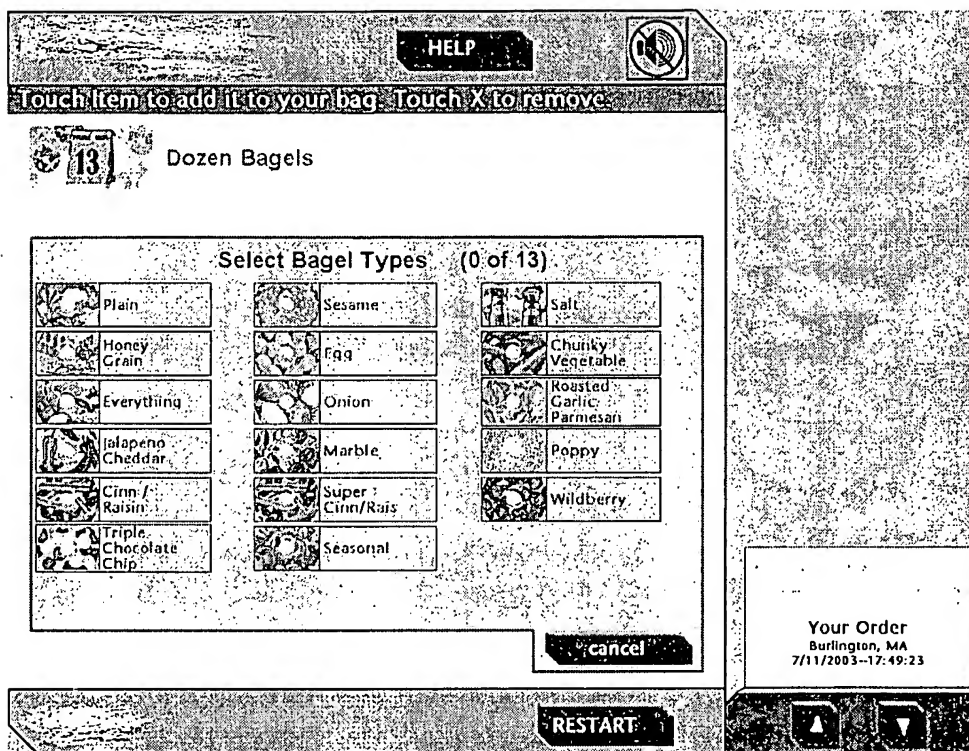 HELP
Touch Item to add it to your bag. Touch X to remove.
13
Dozen Bagels
Select Bagel Types (0 of 13)
Plain
Sesame
Salt
Honey
Grain
Egg
Chunky
Vegetable
Everything
Onion
Roasted
Garlic
Parmesan
Jalapeno
Cheddar
Marble
Poppy
Cinn /
Raisin
Super
Cinn/Rais
Wildberry
Triple
Chocolate
Chip
Seasonal
cancel
Your Order
Burlington, MA
7/11/2003--17:49:23
RESTART